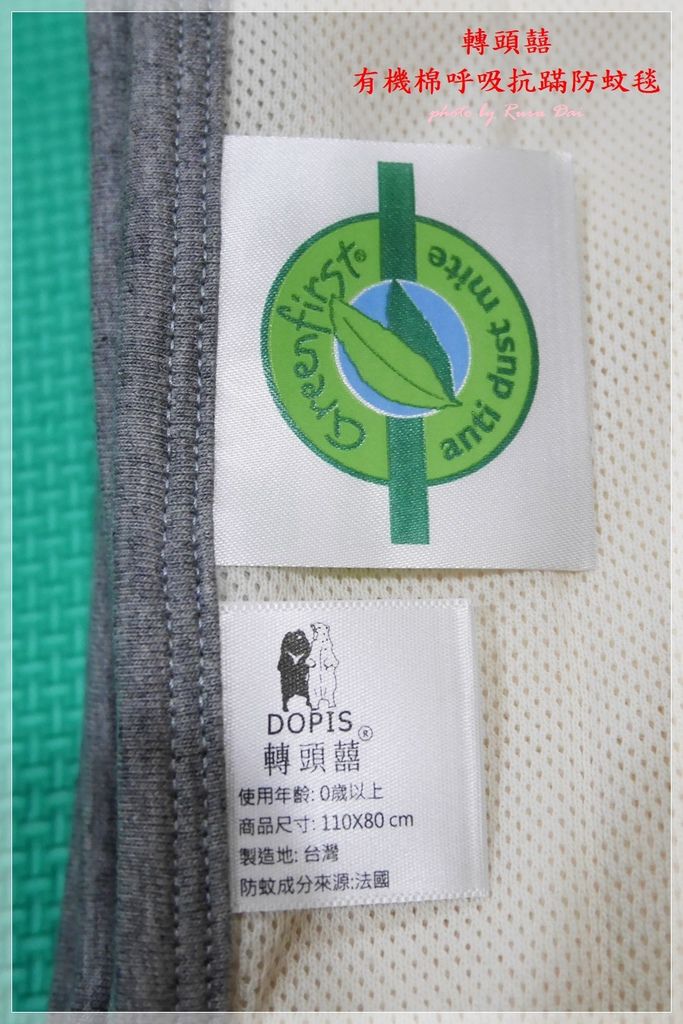 轉頭囍
有機棉呼吸抗蹣防蚊毯
photo by Ruru Dai
Greenfirst®
anti dust mite
DOPIS®
轉頭囍
使用年齡: 0歲以上
商品尺寸: 110X80 cm
製造地: 台灣
防蚊成分來源:法國